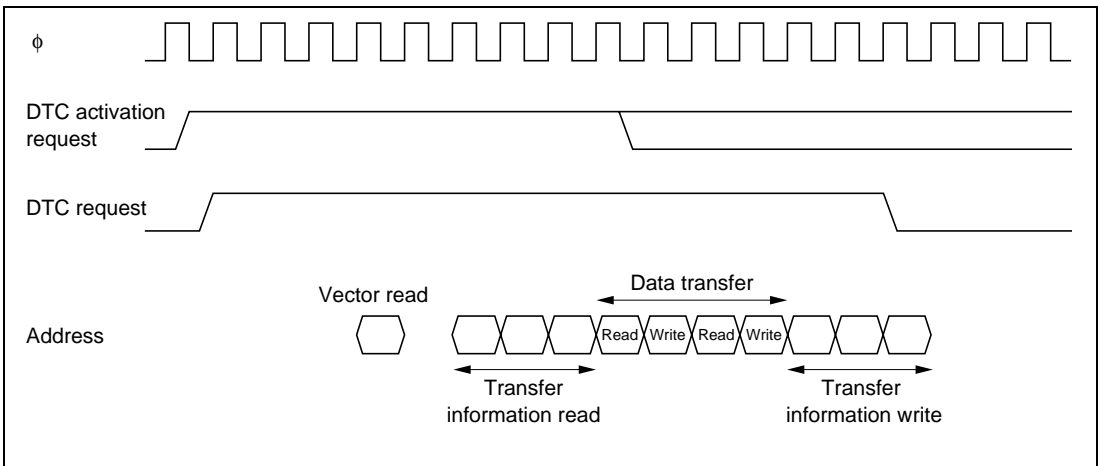 ϕ
DTC activation
request
DTC request
Data transfer
Vector read
Address
Read Write Read Write
Transfer
information read
Transfer
information write